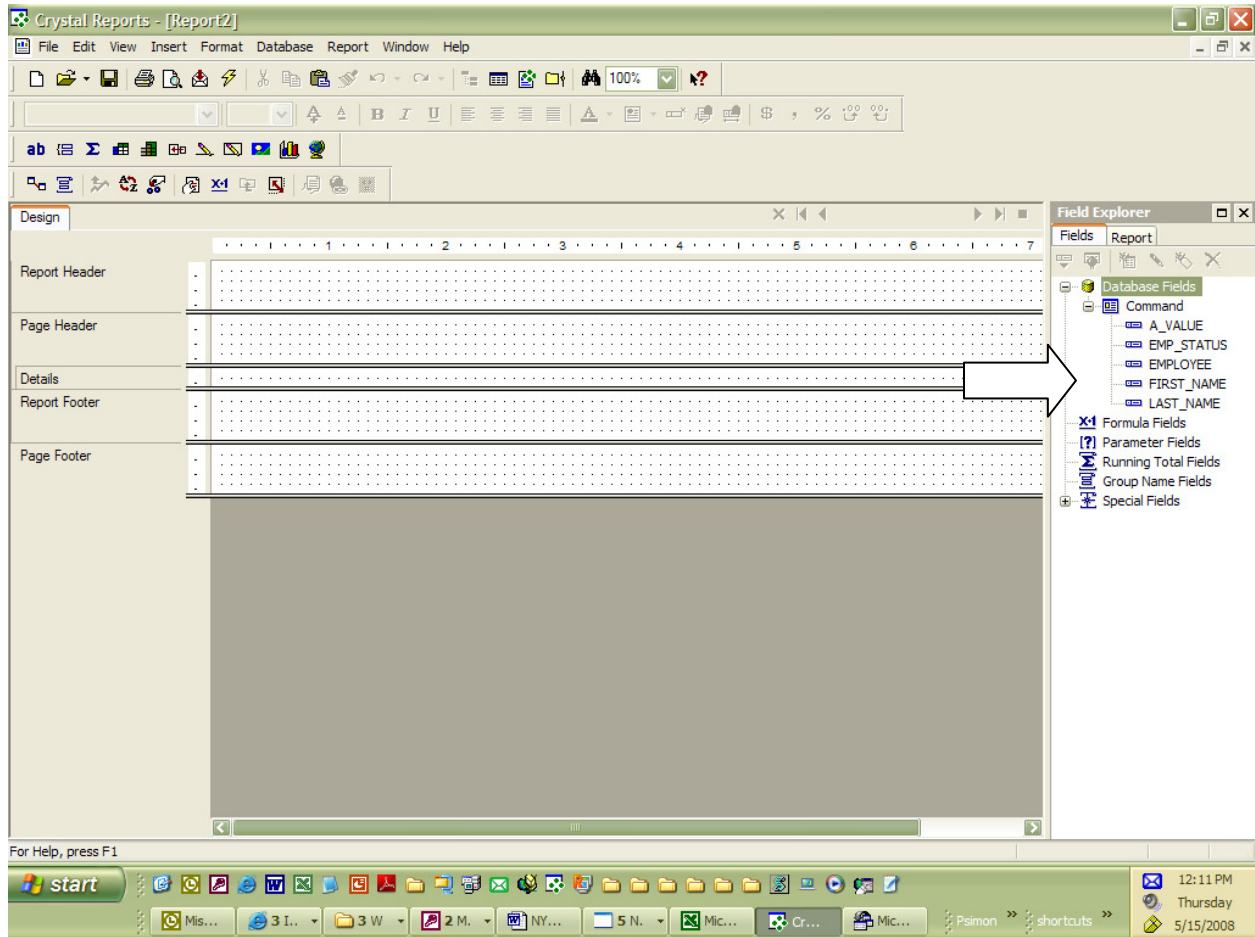 Crystal Reports - [Report2]
File Edit View Insert Format Database Report Window Help
100%
B I U $ , %
ab
Design
1 2 3 4 5 6 7
Report Header
Page Header
Details
Report Footer
Page Footer
Field Explorer
Fields Report
Database Fields
Command
A_VALUE
EMP_STATUS
EMPLOYEE
FIRST_NAME
LAST_NAME
Formula Fields
Parameter Fields
Running Total Fields
Group Name Fields
Special Fields
For Help, press F1
start
12:11 PM
Thursday
5/15/2008
Mis... 3 I.. 3 W 2 M. NY... 5 N. Mic... Cr... Mic... Psimon » shortcuts »